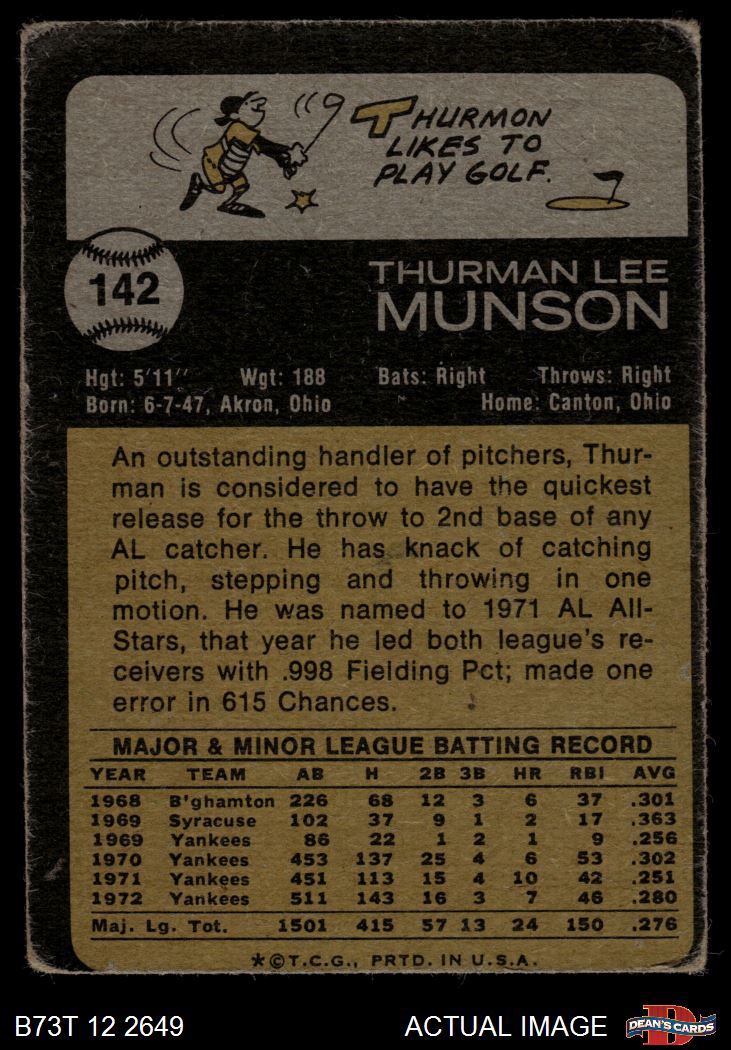 THURMON
LIKES TO
PLAY GOLF.
142
THURMAN LEE
MUNSON
Hgt: 5'11" Wgt: 188 Bats: Right Throws: Right
Born: 6-7-47, Akron, Ohio Home: Canton, Ohio
An outstanding handler of pitchers, Thur-
man is considered to have the quickest
release for the throw to 2nd base of any
AL catcher. He has knack of catching
pitch, stepping and throwing in one
motion. He was named to 1971 AL All-
Stars, that year he led both league's re-
ceivers with .998 Fielding Pct; made one
error in 615 Chances.
MAJOR & MINOR LEAGUE BATTING RECORD
YEAR TEAM AB H 2B 3B HR RBI AVG
1968 B'ghamton 226 68 12 3 6 37 .301
1969 Syracuse 102 37 9 1 2 17 .363
1969 Yankees 86 22 1 2 1 9 .256
1970 Yankees 453 137 25 4 6 53 .302
1971 Yankees 451 113 15 4 10 42 .251
1972 Yankees 511 143 16 3 7 46 .280
Maj. Lg. Tot. 1501 415 57 13 24 150 .276
*©T.C.G., PRTD. IN U.S.A.
B73T 12 2649 ACTUAL IMAGE D DEAN'S CARDS